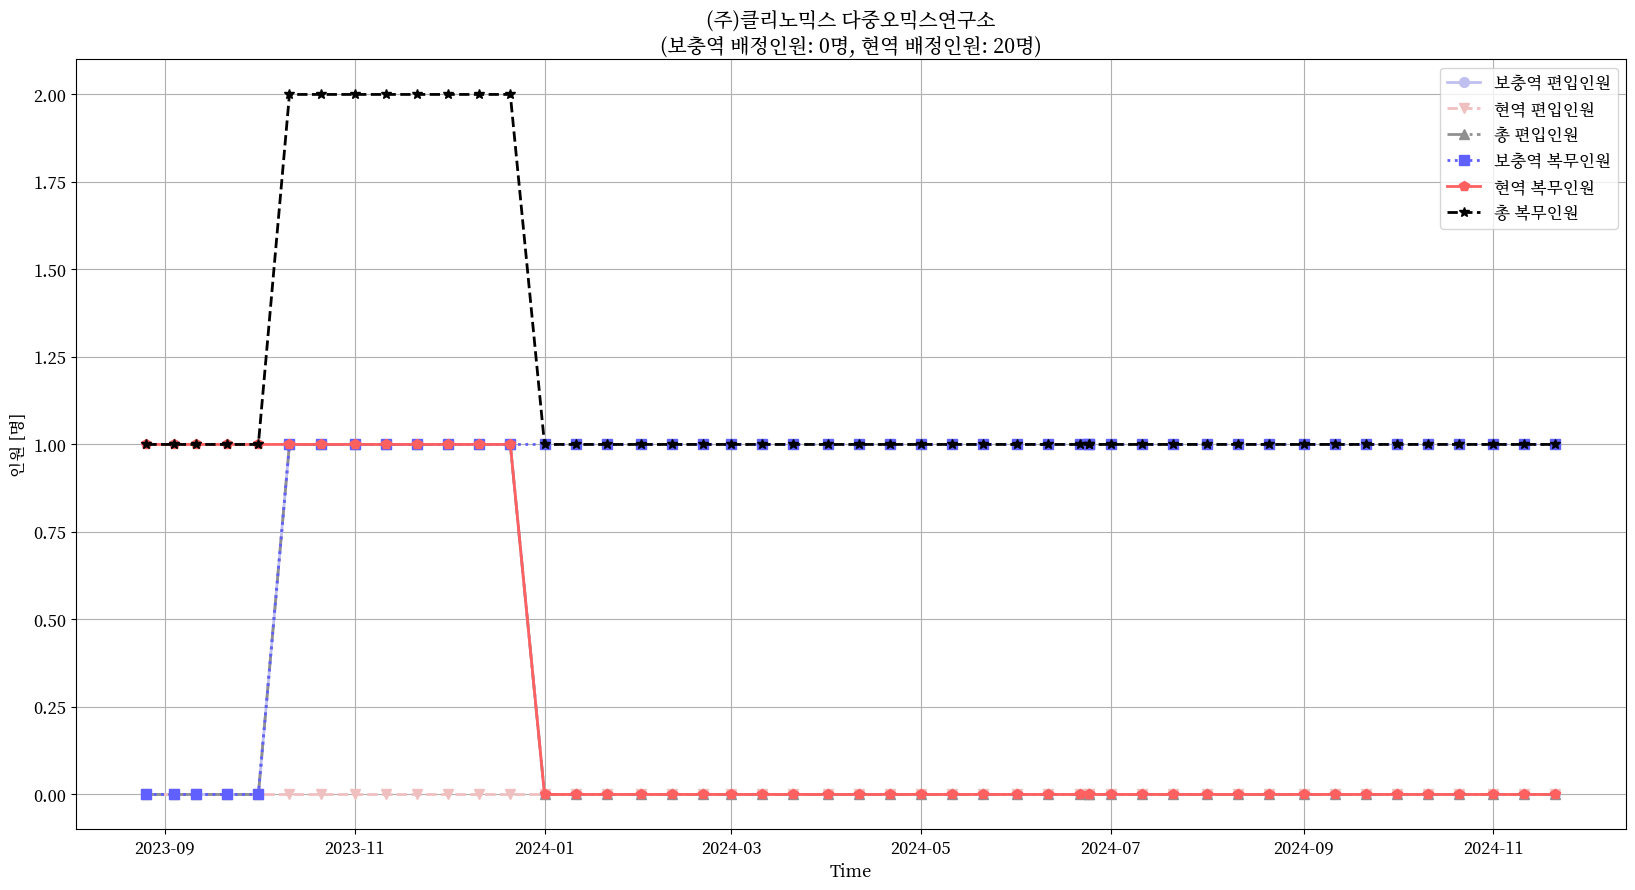 (주)클리노믹스 다중오믹스연구소
(보충역 배정인원: 0명, 현역 배정인원: 20명)
보충역 편입인원
현역 편입인원
총 편입인원
보충역 복무인원
현역 복무인원
총 복무인원
인원 [명]
2.00
1.75
1.50
1.25
1.00
0.75
0.50
0.25
0.00
2023-09
2023-11
2024-01
2024-03
2024-05
2024-07
2024-09
2024-11
Time